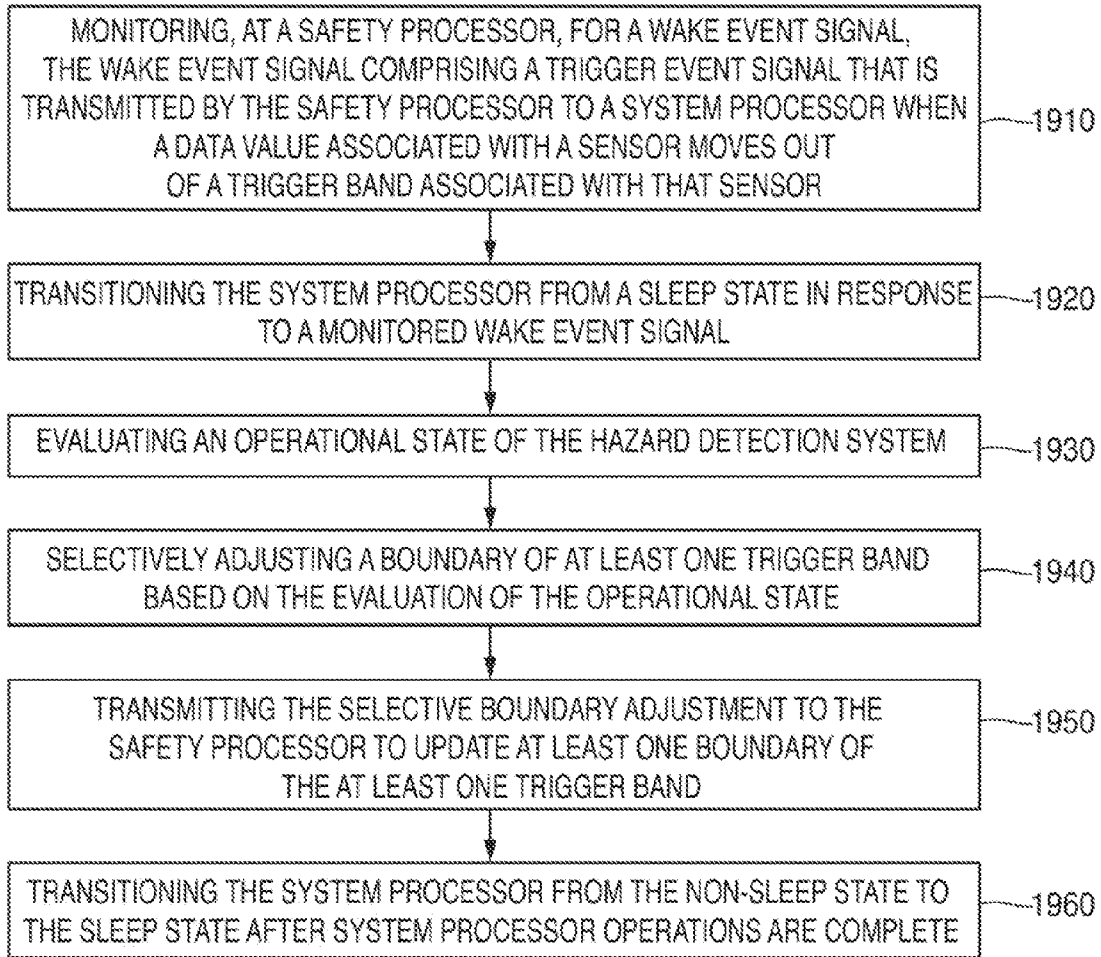 MONITORING, AT A SAFETY PROCESSOR, FOR A WAKE EVENT SIGNAL,
THE WAKE EVENT SIGNAL COMPRISING A TRIGGER EVENT SIGNAL THAT IS
TRANSMITTED BY THE SAFETY PROCESSOR TO A SYSTEM PROCESSOR WHEN
A DATA VALUE ASSOCIATED WITH A SENSOR MOVES OUT
OF A TRIGGER BAND ASSOCIATED WITH THAT SENSOR
1910
TRANSITIONING THE SYSTEM PROCESSOR FROM A SLEEP STATE IN RESPONSE
TO A MONITORED WAKE EVENT SIGNAL
1920
EVALUATING AN OPERATIONAL STATE OF THE HAZARD DETECTION SYSTEM
1930
SELECTIVELY ADJUSTING A BOUNDARY OF AT LEAST ONE TRIGGER BAND
BASED ON THE EVALUATION OF THE OPERATIONAL STATE
1940
TRANSMITTING THE SELECTIVE BOUNDARY ADJUSTMENT TO THE
SAFETY PROCESSOR TO UPDATE AT LEAST ONE BOUNDARY OF
THE AT LEAST ONE TRIGGER BAND
1950
TRANSITIONING THE SYSTEM PROCESSOR FROM THE NON-SLEEP STATE TO
THE SLEEP STATE AFTER SYSTEM PROCESSOR OPERATIONS ARE COMPLETE
1960